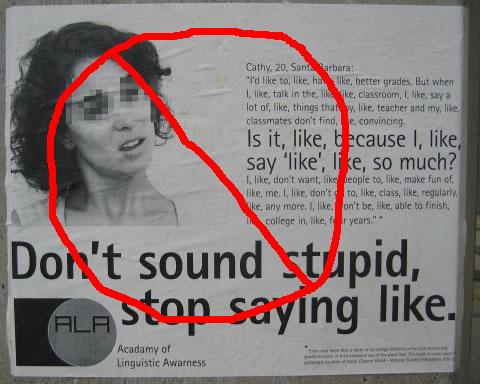 Cathy, 20, Santa Barbara:
"I'd like to, like, have, like, better grades. But when
I, like, talk in the, like, like, classroom, I, like, say a
lot of, like, things that my, like, teacher and my, like,
classmates don't find, like, convincing.
Is it, like, because I, like,
say 'like', like, so much?
I, like, don't want, like, people to, like, make fun of,
like, me. I, like, don't go to, like, class, like, regularly,
like, any more. I, like, won't be, like, able to finish,
like, college in, like, four years." *
Don't sound stupid,
stop saying like.
ALA
Acadamy of
Linguistic Awarness